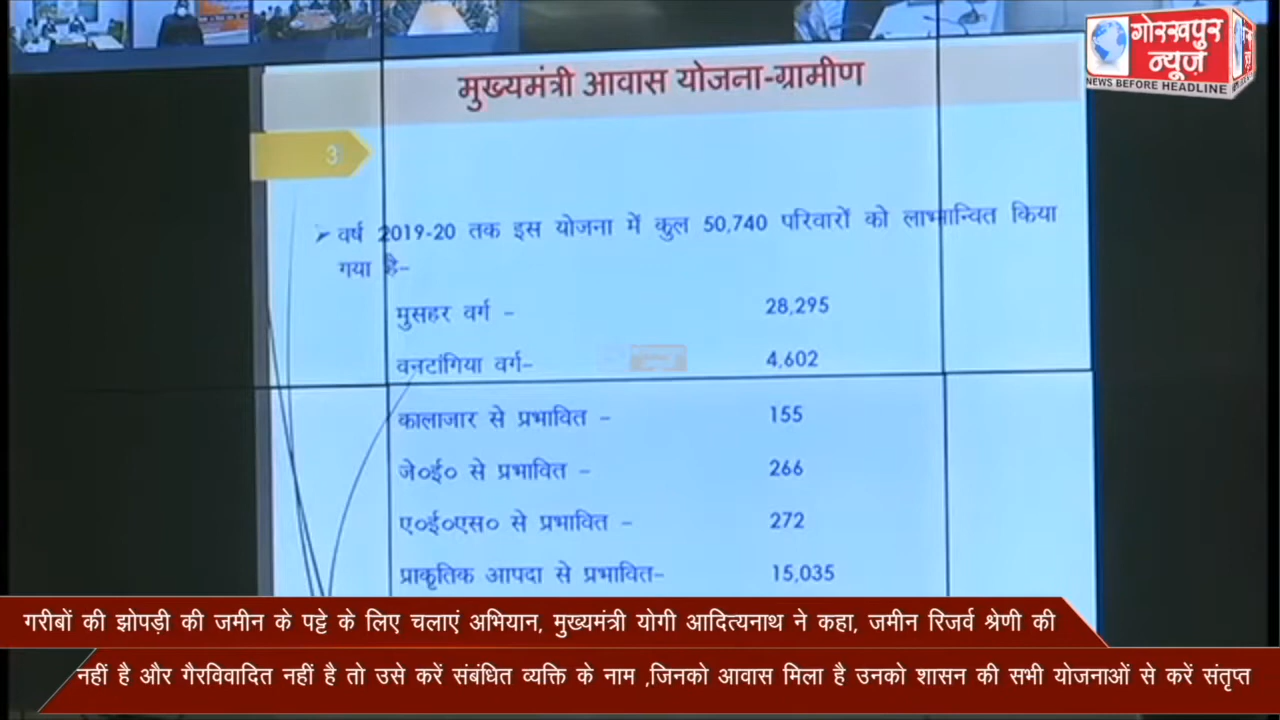 गोरखपुर
न्यूज़
NEWS BEFORE HEADLINE
मुख्यमंत्री आवास योजना-ग्रामीण
3
वर्ष 2019-20 तक इस योजना में कुल 50,740 परिवारों को लाभान्वित किया
गया है-
मुसहर वर्ग - 28,295
वनटांगिया वर्ग- 4,602
कालाजार से प्रभावित - 155
जे०ई० से प्रभावित - 266
ए०ई०एस० से प्रभावित - 272
प्राकृतिक आपदा से प्रभावित- 15,035
गरीबों की झोपड़ी की जमीन के पट्टे के लिए चलाएं अभियान, मुख्यमंत्री योगी आदित्यनाथ ने कहा, जमीन रिजर्व श्रेणी की
नहीं है और गैरविवादित नहीं है तो उसे करें संबंधित व्यक्ति के नाम ,जिनको आवास मिला है उनको शासन की सभी योजनाओं से करें संतृप्त